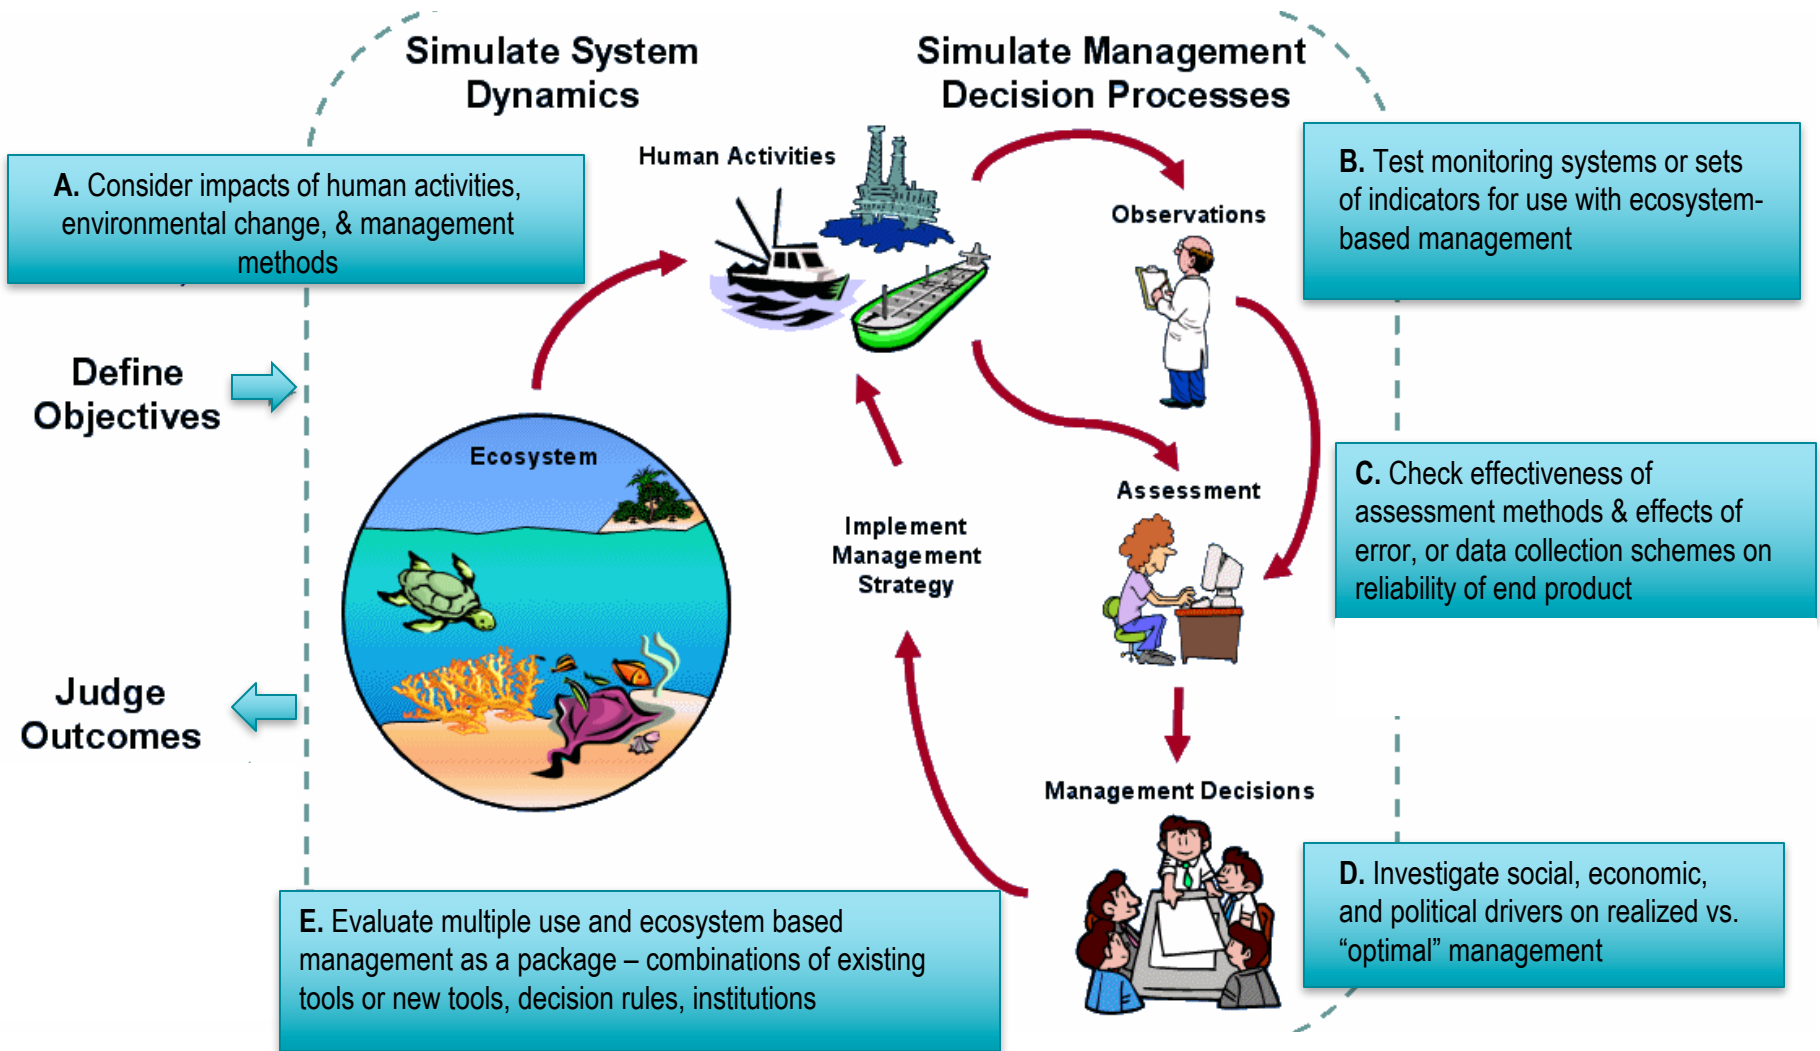 Simulate System
Dynamics
Simulate Management
Decision Processes
Human Activities
A. Consider impacts of human activities,
environmental change, & management
methods
B. Test monitoring systems or sets
of indicators for use with ecosystem-
based management
Observations
Define
Objectives
Ecosystem
Assessment
C. Check effectiveness of
assessment methods & effects of
error, or data collection schemes on
reliability of end product
Implement
Management
Strategy
Judge
Outcomes
Management Decisions
D. Investigate social, economic,
and political drivers on realized vs.
“optimal” management
E. Evaluate multiple use and ecosystem based
management as a package – combinations of existing
tools or new tools, decision rules, institutions